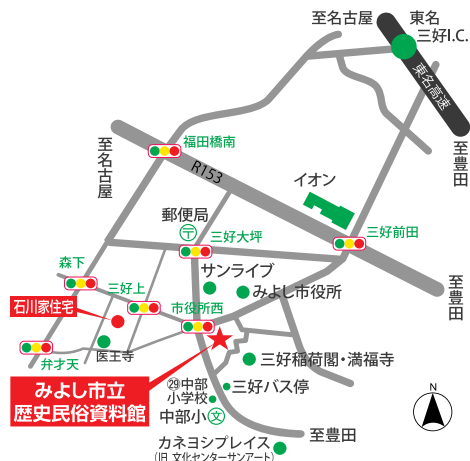 至名古屋
東名
三好I.C.
東名高速
至豊田
至名古屋
福田橋南
R153
イオン
郵便局
〒
三好大坪
三好前田
森下
サンライブ
三好上
みよし市役所
至豊田
石川家住宅
市役所西
医王寺
弁才天
三好稲荷閣・満福寺
みよし市立
歴史民俗資料館
㉙中部
小学校
三好バス停
中部小
文
N
カネヨシプレイス
(旧 文化センターサンアート)
至豊田